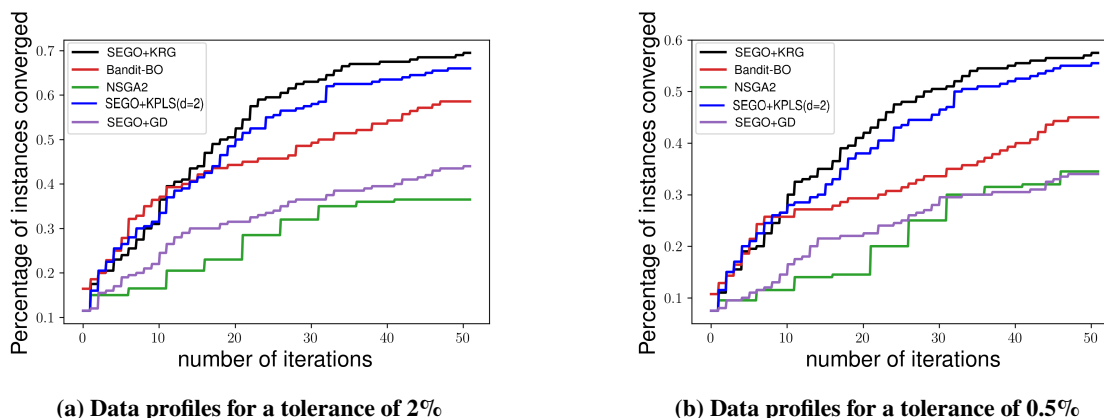 Percentage of instances converged
0.7
0.6
0.5
0.4
0.3
0.2
0.1
SEGO+KRG
Bandit-BO
NSGA2
SEGO+KPLS(d=2)
SEGO+GD
0 10 20 30 40 50
number of iterations
(a) Data profiles for a tolerance of 2%
Percentage of instances converged
0.6
0.5
0.4
0.3
0.2
0.1
SEGO+KRG
Bandit-BO
NSGA2
SEGO+KPLS(d=2)
SEGO+GD
0 10 20 30 40 50
number of iterations
(b) Data profiles for a tolerance of 0.5%